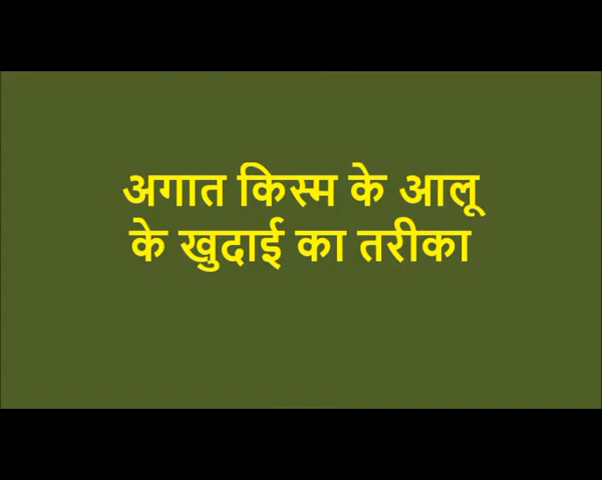 अगात किस्म के आलू
के खुदाई का तरीका